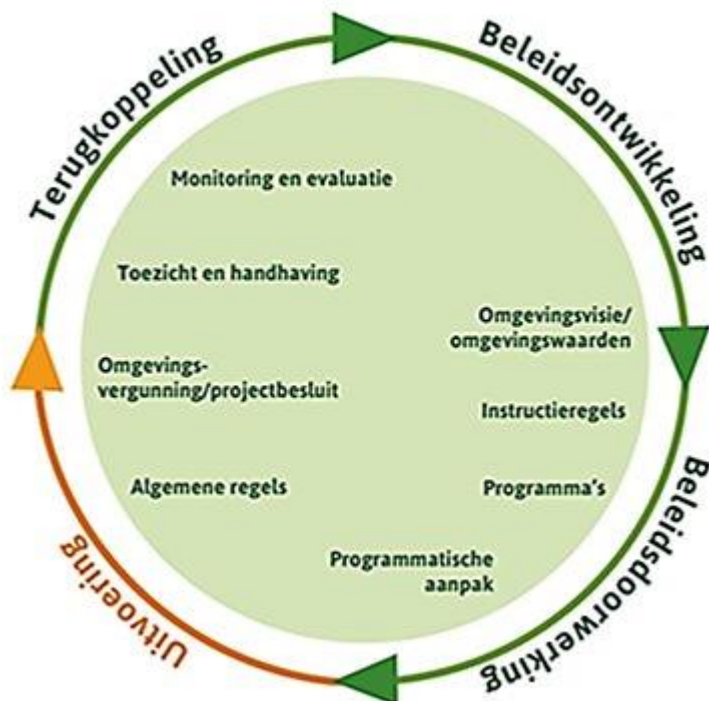 Terugkoppeling
Beleidsontwikkeling
Monitoring en evaluatie
Toezicht en handhaving
Omgevingsvisie/
omgevingswaarden
Omgevings-
vergunning/projectbesluit
Instructieregels
Algemene regels
Programma's
Programmatische
aanpak
Uitvoering
Beleidsdoorwerking